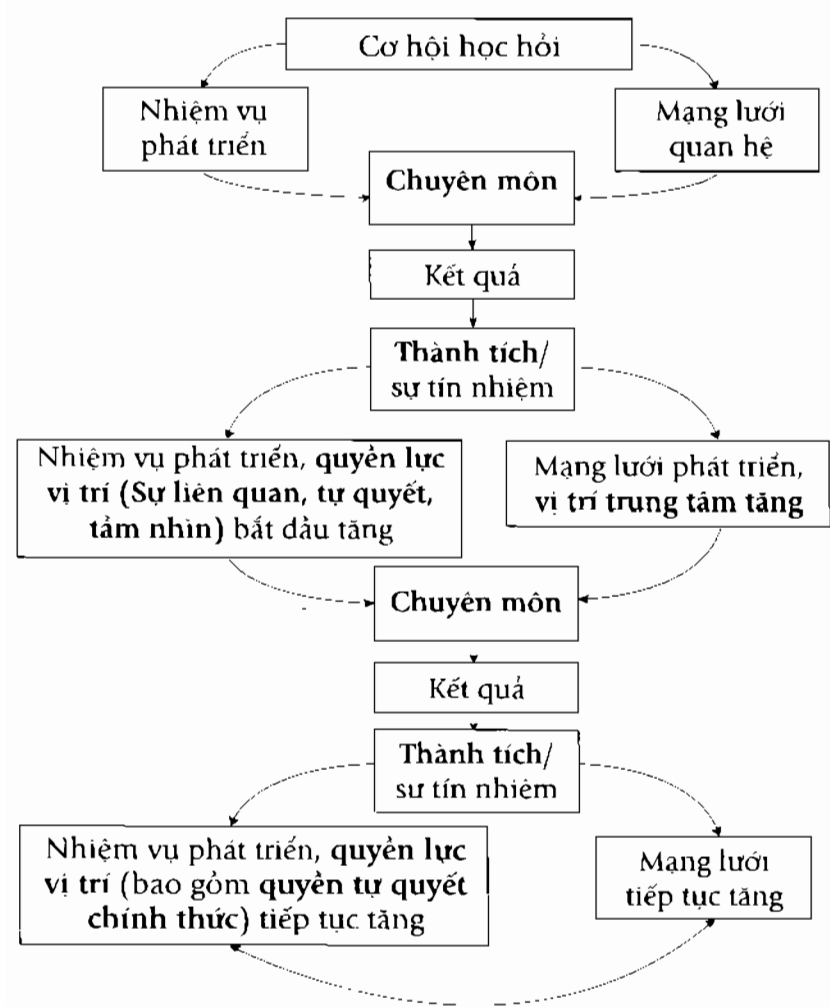 Cơ hội học hỏi
Nhiệm vụ
phát triển
Mạng lưới
quan hệ
Chuyên môn
Kết quả
Thành tích/
sự tín nhiệm
Nhiệm vụ phát triển, quyền lực
vị trí (Sự liên quan, tự quyết,
tầm nhìn) bắt đầu tăng
Mạng lưới phát triển,
vị trí trung tâm tăng
Chuyên môn
Kết quả
Thành tích/
sự tín nhiệm
Nhiệm vụ phát triển, quyền lực
vị trí (bao gồm quyền tự quyết
chính thức) tiếp tục tăng
Mạng lưới
tiếp tục tăng